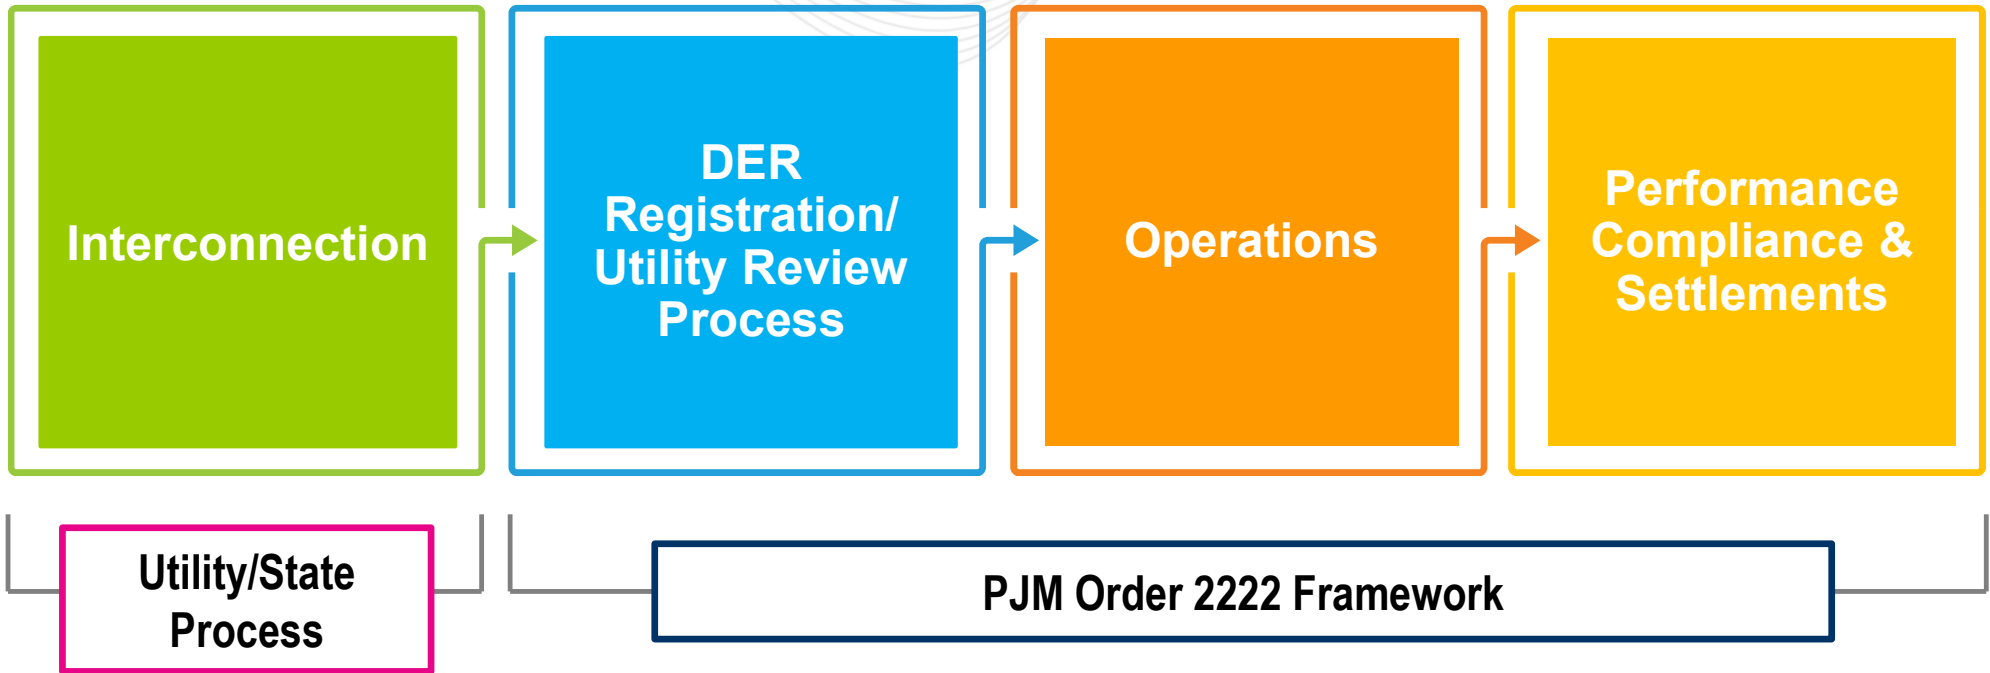 Interconnection
DER
Registration/
Utility Review
Process
Operations
Performance
Compliance &
Settlements
Utility/State
Process
PJM Order 2222 Framework